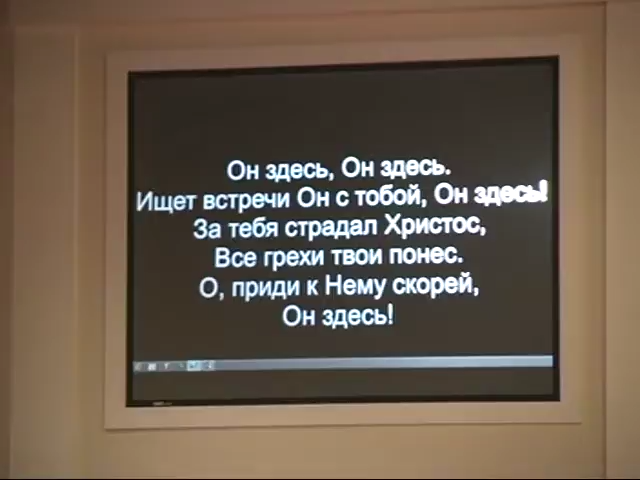 Он здесь, Он здесь.
Ищет встречи Он с тобой, Он здесь!
За тебя страдал Христос,
Все грехи твои понес.
О, приди к Нему скорей,
Он здесь!